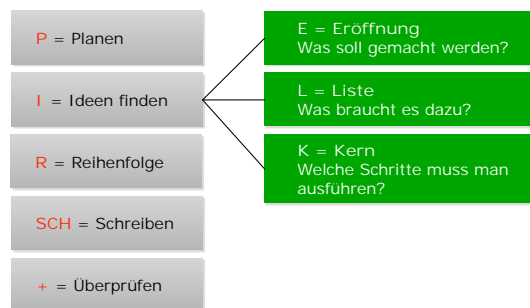 P = Planen
I = Ideen finden
R = Reihenfolge
SCH = Schreiben
+ = Überprüfen
E = Eröffnung
Was soll gemacht werden?
L = Liste
Was braucht es dazu?
K = Kern
Welche Schritte muss man
ausführen?